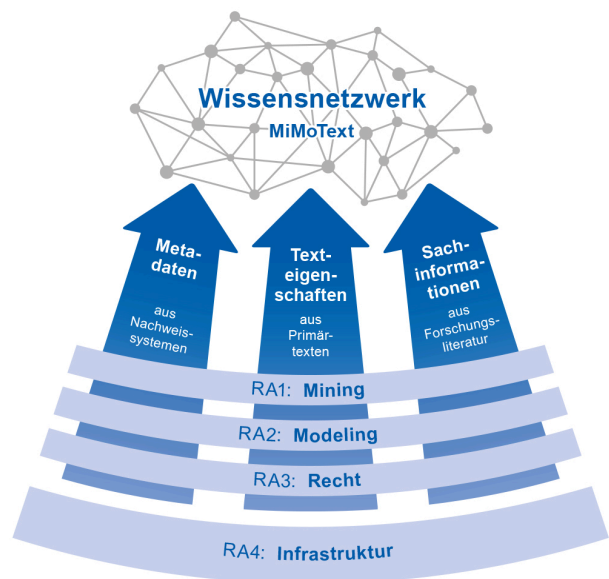 Wissensnetzwerk
MiMoText
Meta-
daten
aus
Nachweis-
systemen
Text-
eigen-
schaften
aus
Primär-
texten
Sach-
informa-
tionen
aus
Forschungs-
literatur
RA1: Mining
RA2: Modeling
RA3: Recht
RA4: Infrastruktur